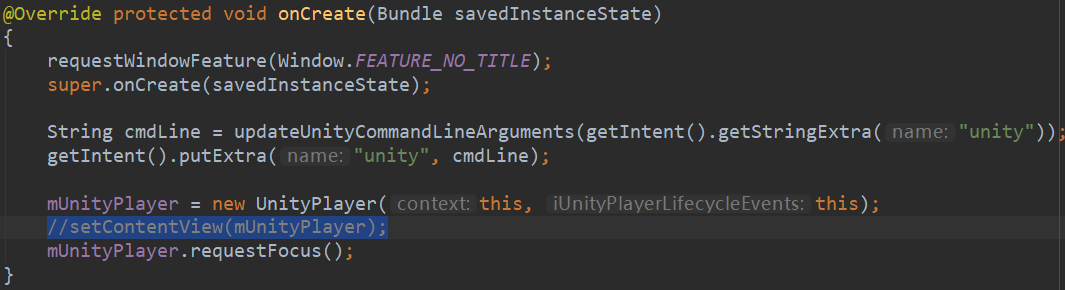 @Override protected void onCreate(Bundle savedInstanceState)
{
requestWindowFeature(Window.FEATURE_NO_TITLE);
super.onCreate(savedInstanceState);
String cmdLine = updateUnityCommandLineArguments(getIntent().getStringExtra( name: "unity"));
getIntent().putExtra( name: "unity", cmdLine);
mUnityPlayer = new UnityPlayer( context: this, iUnityPlayerLifecycleEvents: this);
//setContentView(mUnityPlayer);
mUnityPlayer.requestFocus();
}